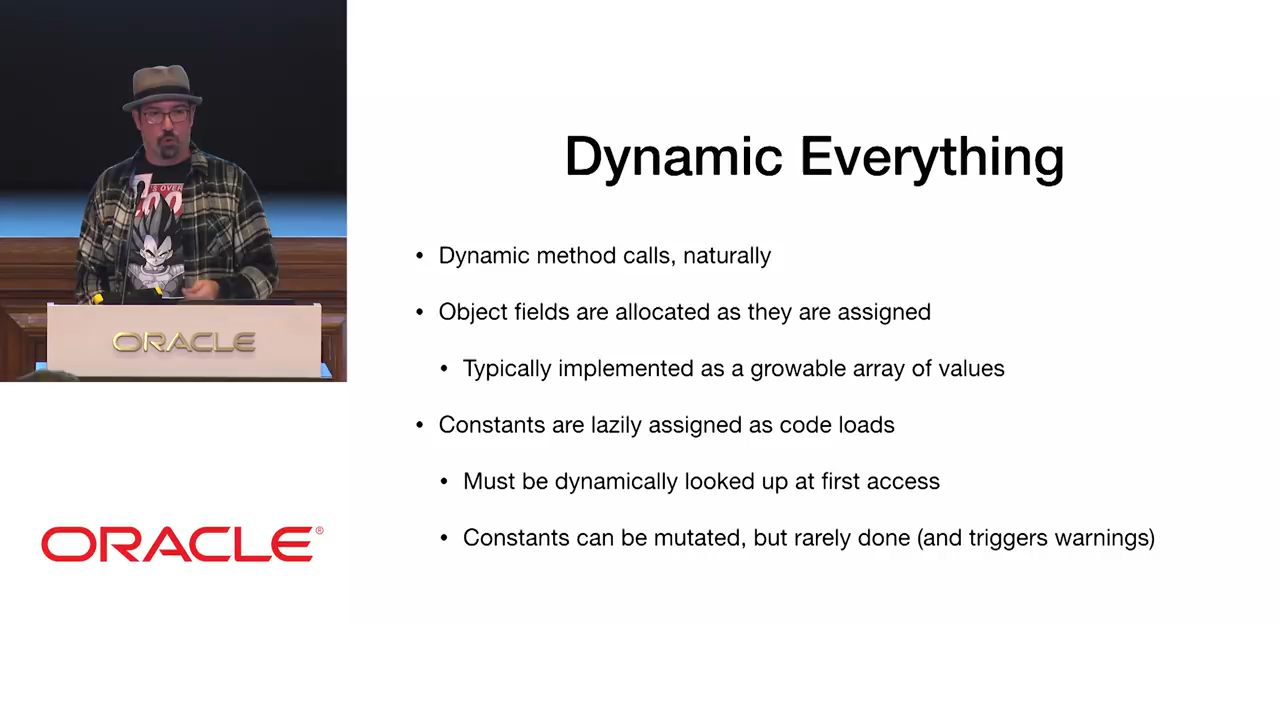 'S OVER
ORACLE
ORACLE®
Dynamic Everything
• Dynamic method calls, naturally
• Object fields are allocated as they are assigned
• Typically implemented as a growable array of values
• Constants are lazily assigned as code loads
• Must be dynamically looked up at first access
• Constants can be mutated, but rarely done (and triggers warnings)